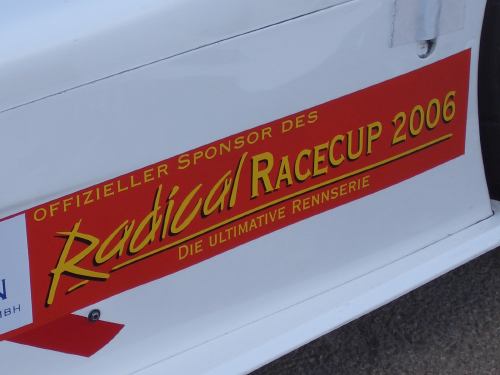 OFFIZIELLER SPONSOR DES
Radical RACECUP 2006
DIE ULTIMATIVE RENNSERIE